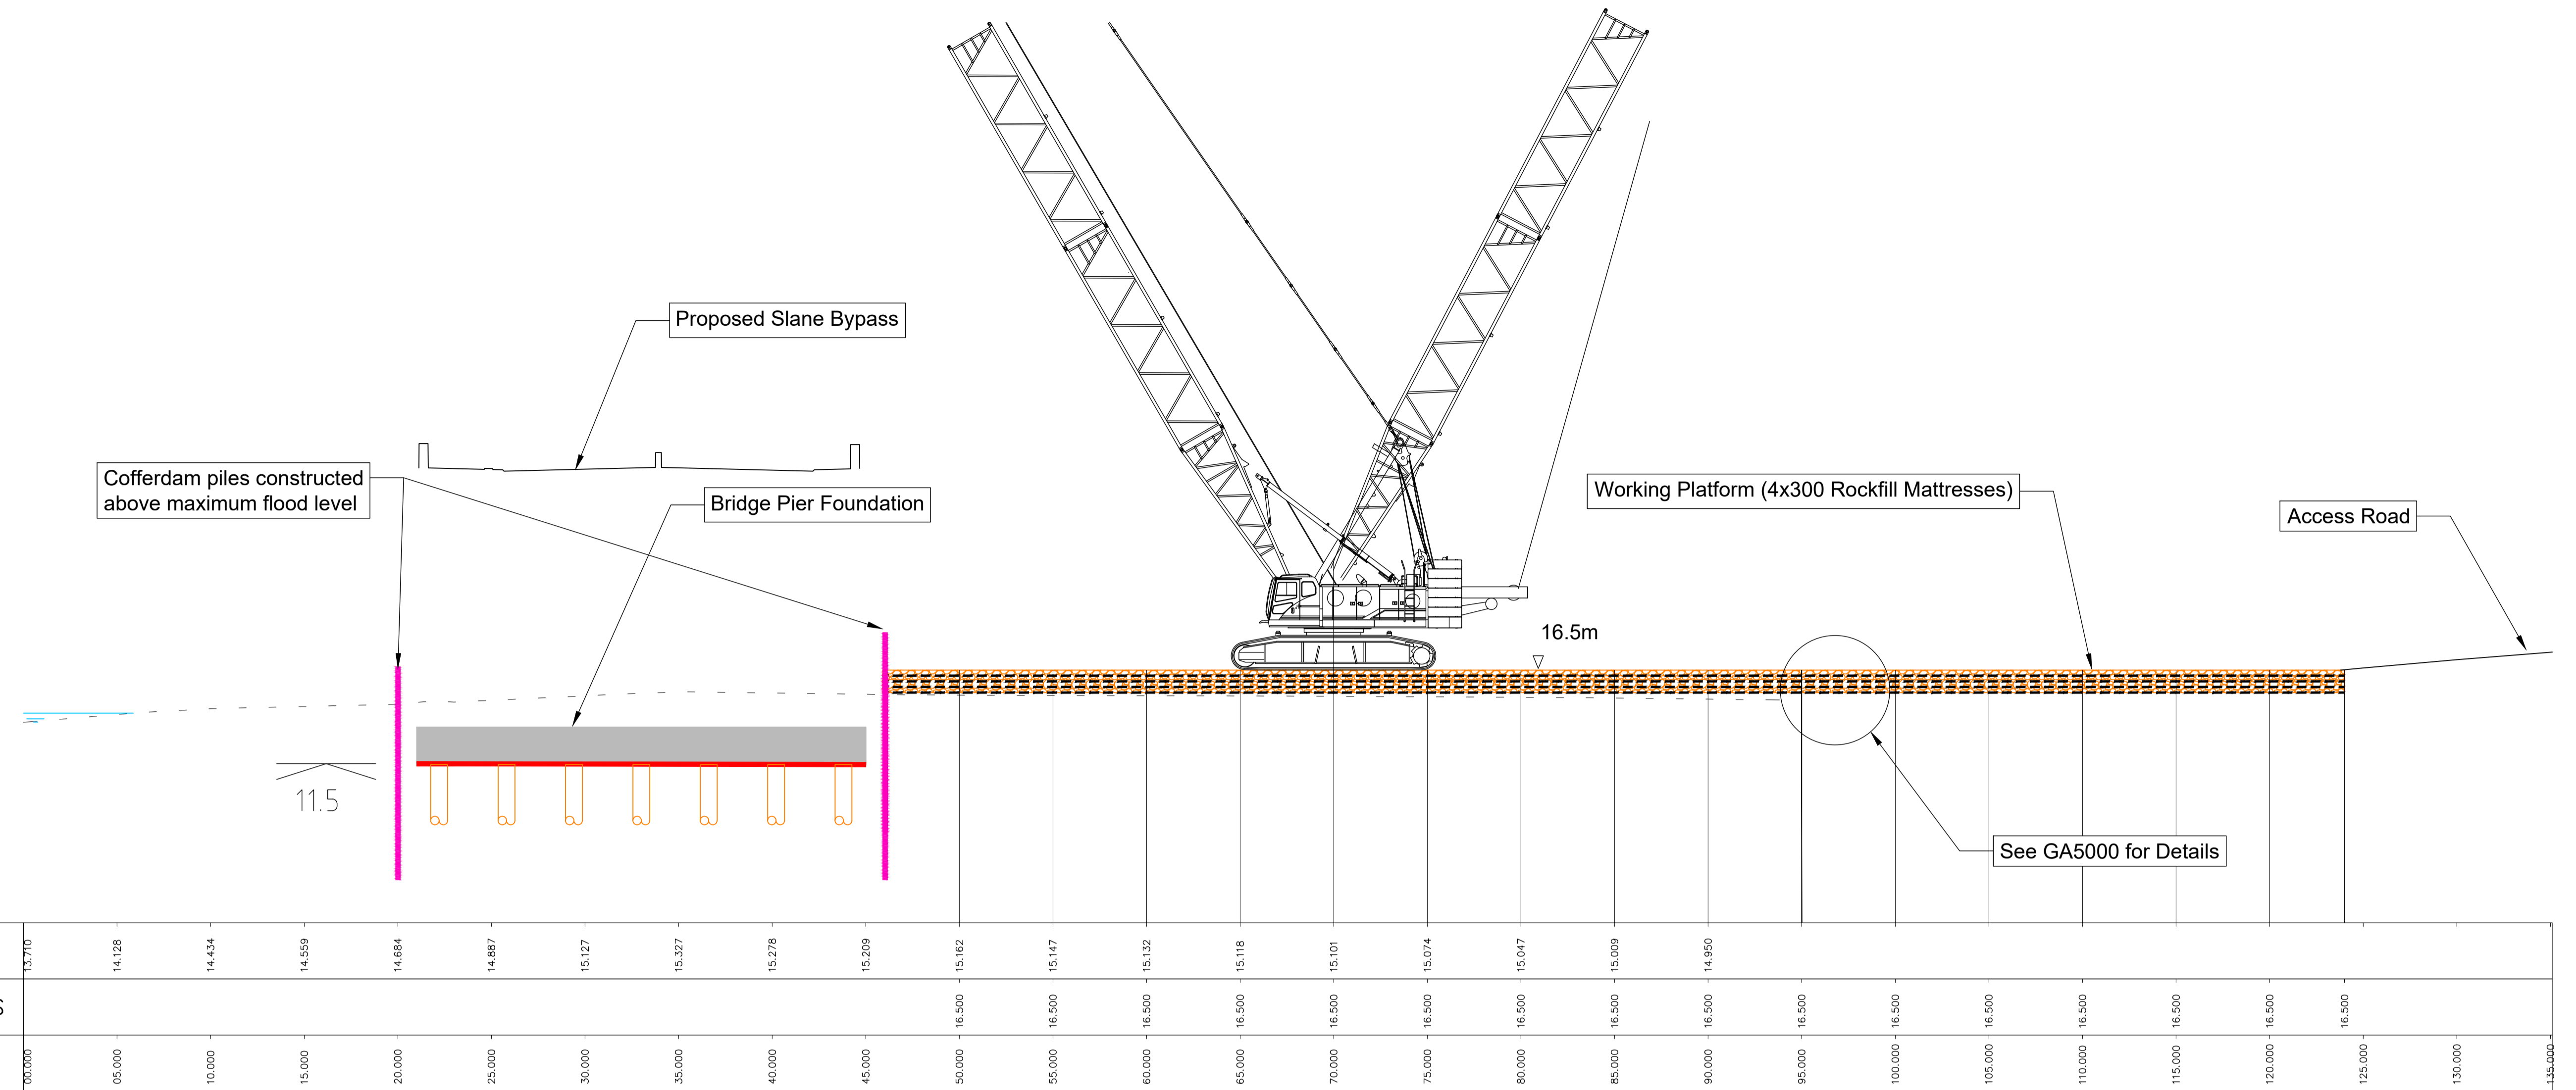 Proposed Slane Bypass
Cofferdam piles constructed
above maximum flood level
Bridge Pier Foundation
Working Platform (4x300 Rockfill Mattresses)
Access Road
16.5m
11.5
See GA5000 for Details
13.710 14.128 14.434 14.559 14.684 14.887 15.127 15.327 15.278 15.209 15.162 15.147 15.132 15.118 15.101 15.074 15.047 15.009 14.950
16.500 16.500 16.500 16.500 16.500 16.500 16.500 16.500 16.500 16.500 16.500 16.500 16.500 16.500 16.500 16.500
00.000 05.000 10.000 15.000 20.000 25.000 30.000 35.000 40.000 45.000 50.000 55.000 60.000 65.000 70.000 75.000 80.000 85.000 90.000 95.000 100.000 105.000 110.000 115.000 120.000 125.000 130.000 135.000